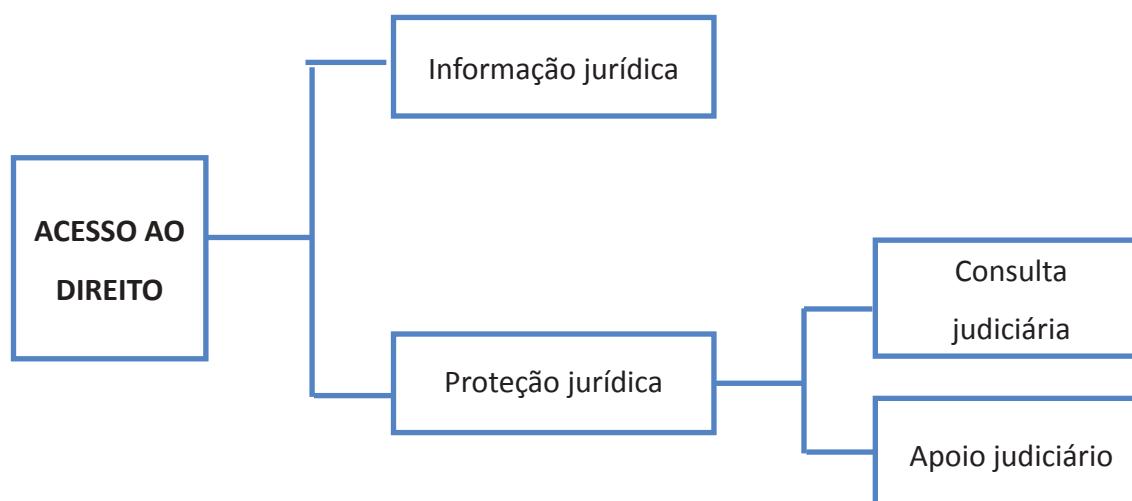 Informação jurídica
ACESSO AO
DIREITO
Proteção jurídica
Consulta
judiciária
Apoio judiciário